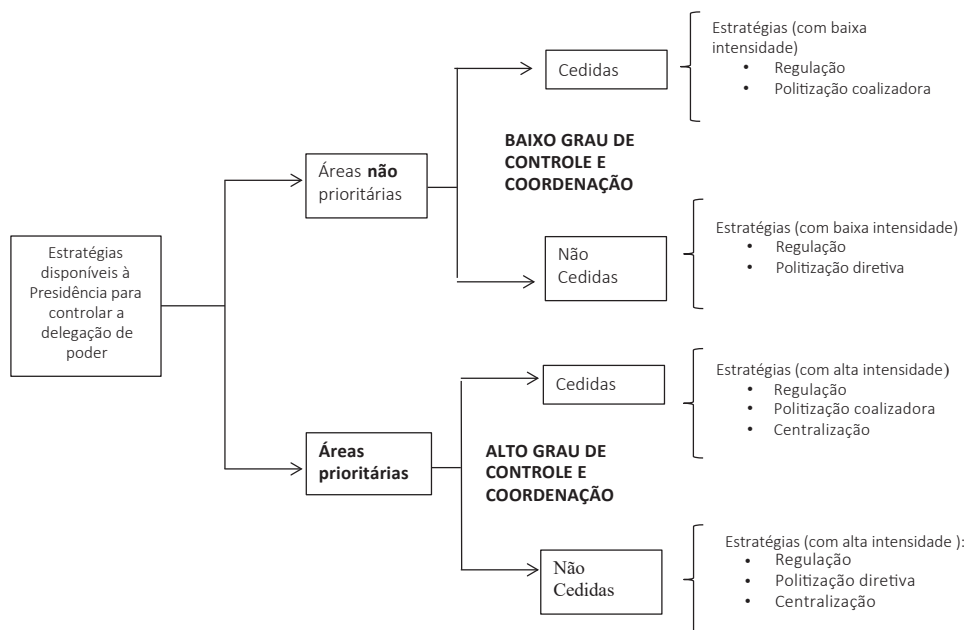 Estratégias
disponíveis à
Presidência para
controlar a
delegação de
poder
Áreas não
prioritárias
BAIXO GRAU DE
CONTROLE E
COORDENAÇÃO
Cedidas
Estratégias (com baixa
intensidade)
• Regulação
• Politização coalizadora
Não
Cedidas
Estratégias (com baixa intensidade)
• Regulação
• Politização diretiva
Áreas
prioritárias
ALTO GRAU DE
CONTROLE E
COORDENAÇÃO
Cedidas
Estratégias (com alta intensidade)
• Regulação
• Politização coalizadora
• Centralização
Não
Cedidas
Estratégias (com alta intensidade ):
• Regulação
• Politização diretiva
• Centralização